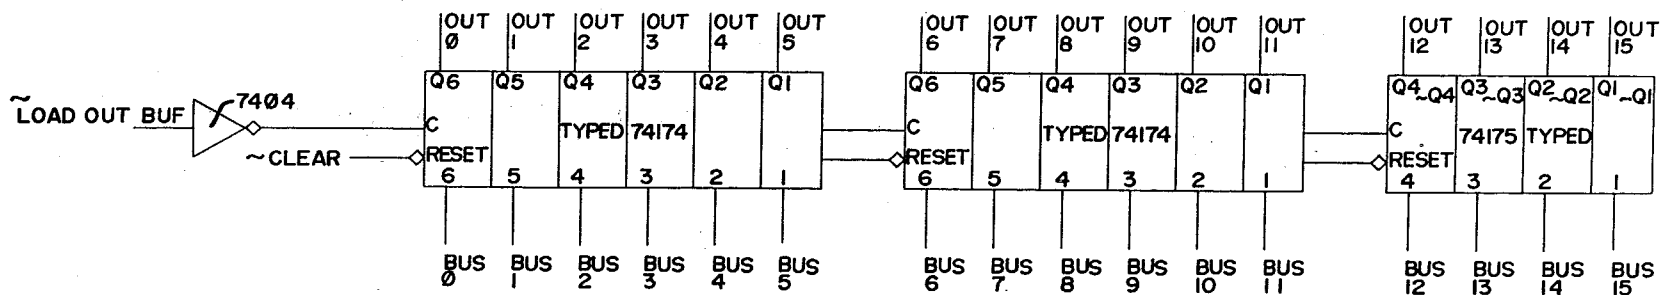 OUT 0 OUT 1 OUT 2 OUT 3 OUT 4 OUT 5 OUT 6 OUT 7 OUT 8 OUT 9 OUT 10 OUT 11 OUT 12 OUT 13 OUT 14 OUT 15
Q6 Q5 Q4 Q3 Q2 Q1 Q6 Q5 Q4 Q3 Q2 Q1 Q4 ~Q4 Q3 ~Q3 Q2 ~Q2 Q1 ~Q1
~LOAD OUT BUF 7404 C TYPED 74174 C TYPED 74174 C 74175 TYPED
~CLEAR RESET RESET RESET
6 5 4 3 2 1 6 5 4 3 2 1 4 3 2 1
BUS 0 BUS 1 BUS 2 BUS 3 BUS 4 BUS 5 BUS 6 BUS 7 BUS 8 BUS 9 BUS 10 BUS 11 BUS 12 BUS 13 BUS 14 BUS 15